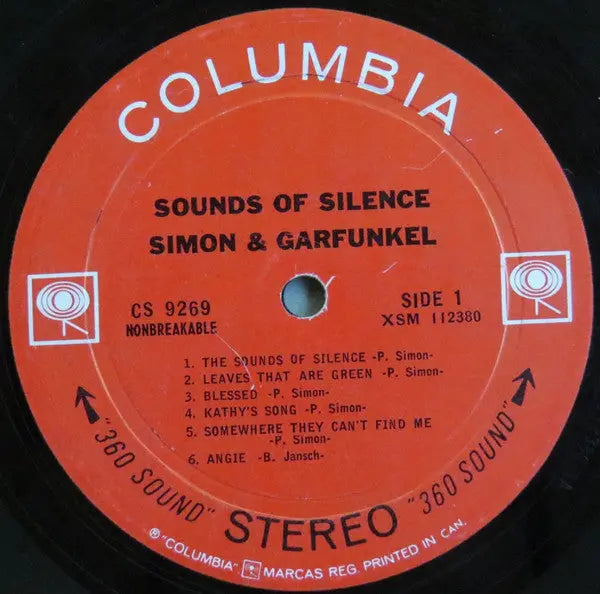 COLUMBIA
SOUNDS OF SILENCE
SIMON & GARFUNKEL
CS 9269
NONBREAKABLE
SIDE 1
XSM 112380
1. THE SOUNDS OF SILENCE -P. Simon-
2. LEAVES THAT ARE GREEN -P. Simon-
3. BLESSED -P. Simon-
4. KATHY'S SONG -P. Simon-
5. SOMEWHERE THEY CAN'T FIND ME
-P. Simon-
6. ANGIE -B. Jansch-
"360 SOUND" STEREO "360 SOUND"
® "COLUMBIA". MARCAS REG. PRINTED IN CAN.